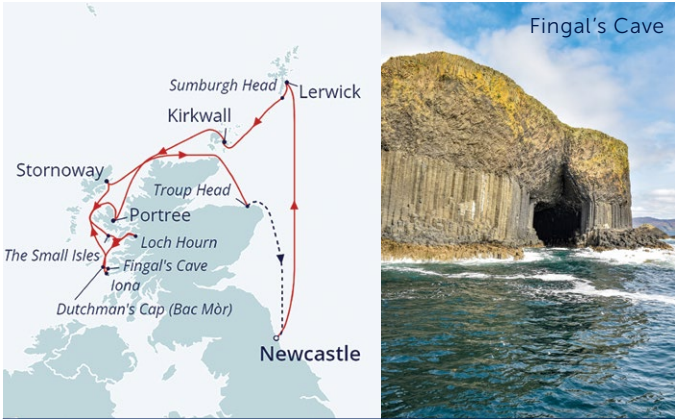 Fingal's Cave
Sumburgh Head
Lerwick
Kirkwall
Stornoway
Troup Head
Portree
Loch Hourn
The Small Isles
Fingal's Cave
Iona
Dutchman's Cap (Bac Mòr)
Newcastle